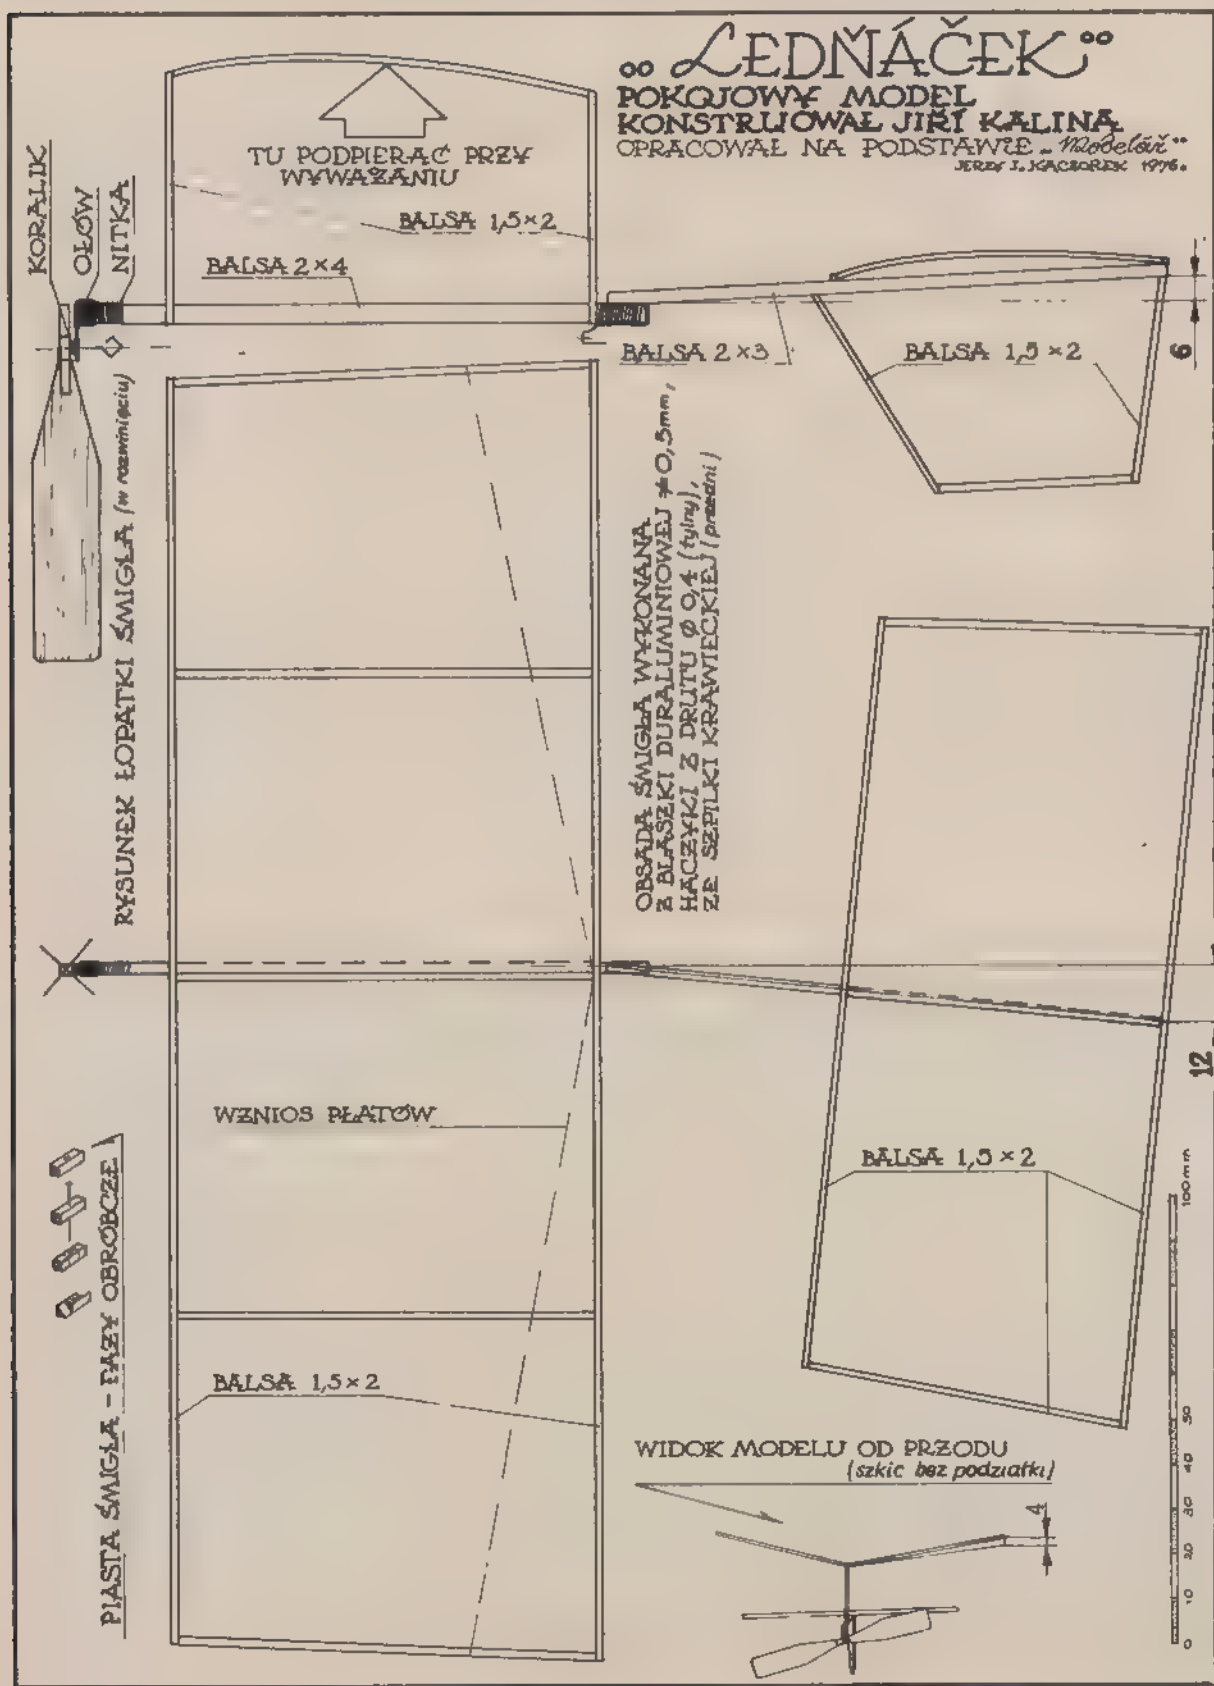 „LEDŇÁČEK”
POKOJOWY MODEL
KONSTRUOWAŁ JIŘÍ KALINA
OPRACOWAŁ NA PODSTAWIE „Modelář”
JERZY I. KACZOREK 1976.
KORALIK
OŁÓW
NITKA
TU PODPIERAĆ PRZY
WYWAŻANIU
BALSA 1,5×2
BALSA 2×4
BALSA 2×3
BALSA 1,5×2
6
RYSUNEK ŁOPATKI ŚMIGŁA (w rozwinięciu)
OBSADA ŚMIGŁA WYKONANA
Z BLASZKI DURALUMINIOWEJ ≠0,5mm,
HACZYKI Z DRUTU Ø 0,4 (tylny),
ZE SZPILKI KRAWIECKIEJ (przedni)
WZNIOS PŁATÓW
12
PIASTA ŚMIGŁA - FAZY OBRÓBCZE
BALSA 1,5×2
BALSA 1,5×2
WIDOK MODELU OD PRZODU
(szkic bez podziałki)
4
0 10 20 30 40 50 100mm